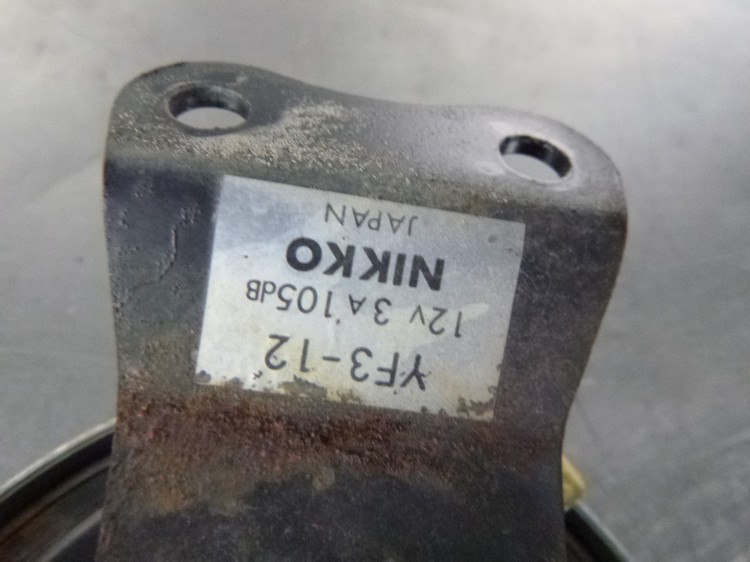 YF3-12
12V 3A 105dB
NIKKO
JAPAN